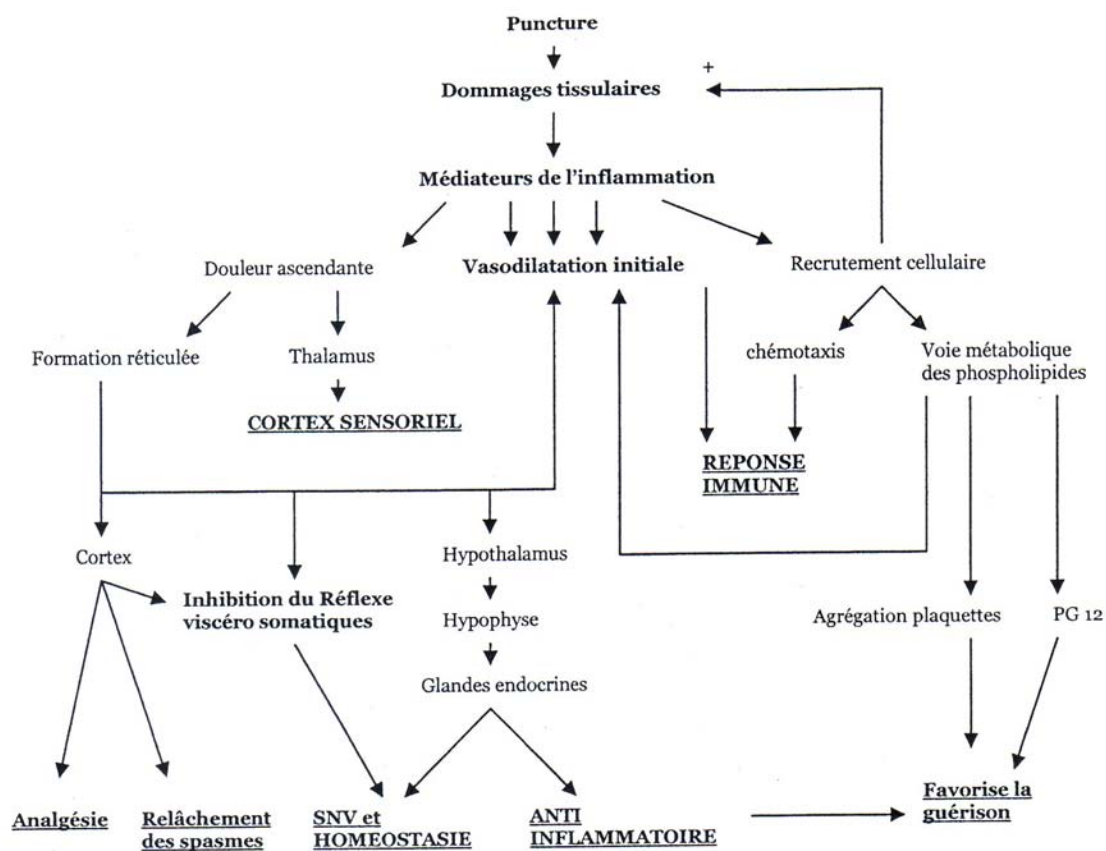 Puncture
+
Dommages tissulaires
Médiateurs de l'inflammation
Douleur ascendante
Vasodilatation initiale
Recrutement cellulaire
Formation réticulée
Thalamus
chémotaxis
Voie métabolique
des phospholipides
CORTEX SENSORIEL
REPONSE
IMMUNE
Cortex
Hypothalamus
Inhibition du Réflexe
viscéro somatiques
Hypophyse
Agrégation plaquettes
PG 12
Glandes endocrines
Analgésie
Relâchement
des spasmes
SNV et
HOMEOSTASIE
ANTI
INFLAMMATOIRE
Favorise la
guérison